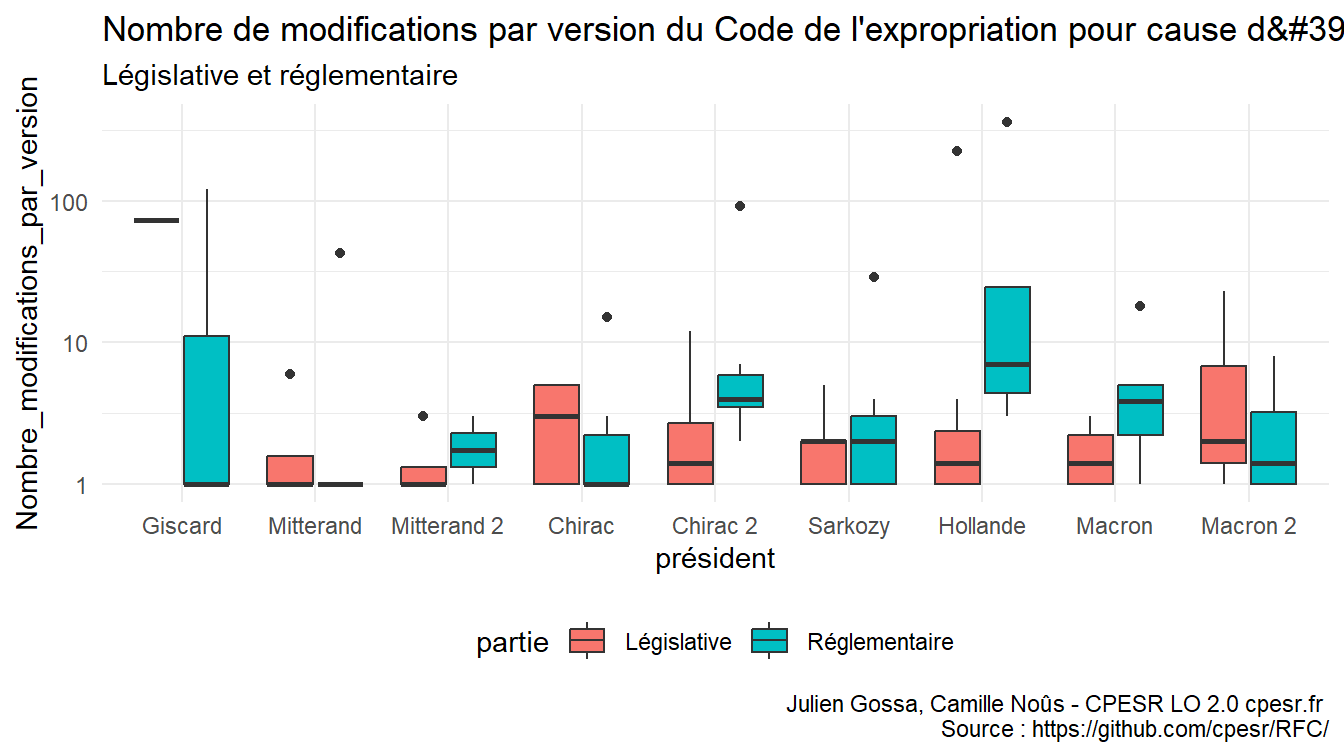 Nombre de modifications par version du Code de l'expropriation pour cause d&#39
Législative et réglementaire
Nombre_modifications_par_version
100
10
1
Giscard Mitterand Mitterand 2 Chirac Chirac 2 Sarkozy Hollande Macron Macron 2
président
partie Législative Réglementaire
Julien Gossa, Camille Noûs - CPESR LO 2.0 cpesr.fr
Source : https://github.com/cpesr/RFC/